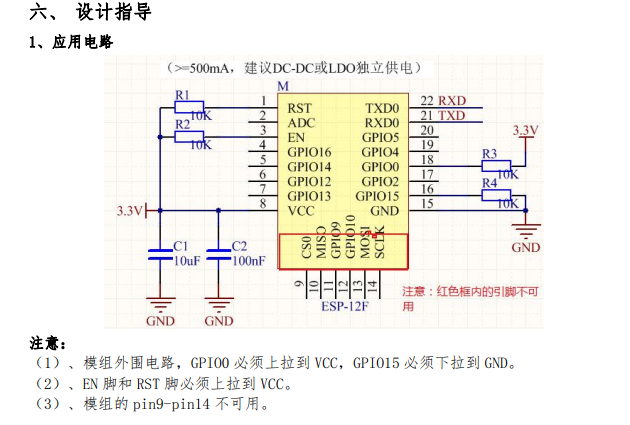 六、 设计指导
1、应用电路
(>=500mA，建议DC-DC或LDO独立供电)
M
R1
10K
R2
10K
1 RST TXD0 22 RXD
2 ADC RXD0 21 TXD
3 EN GPIO5 20
4 GPIO16 GPIO4 19
5 GPIO14 GPIO0 18
6 GPIO12 GPIO2 17
7 GPIO13 GPIO15 16
8 VCC GND 15
3.3V
R3
10K
R4
10K
3.3V
GND
C1
10uF
C2
100nF
GND
GND
CS0
MISO
GPIO9
GPIO10
MOSI
SCLK
9
10
11
12
13
14
ESP-12F
注意：红色框内的引脚不可
用
注意：
（1）、模组外围电路，GPIO0 必须上拉到 VCC，GPIO15 必须下拉到 GND。
（2）、EN 脚和 RST 脚必须上拉到 VCC。
（3）、模组的 pin9-pin14 不可用。